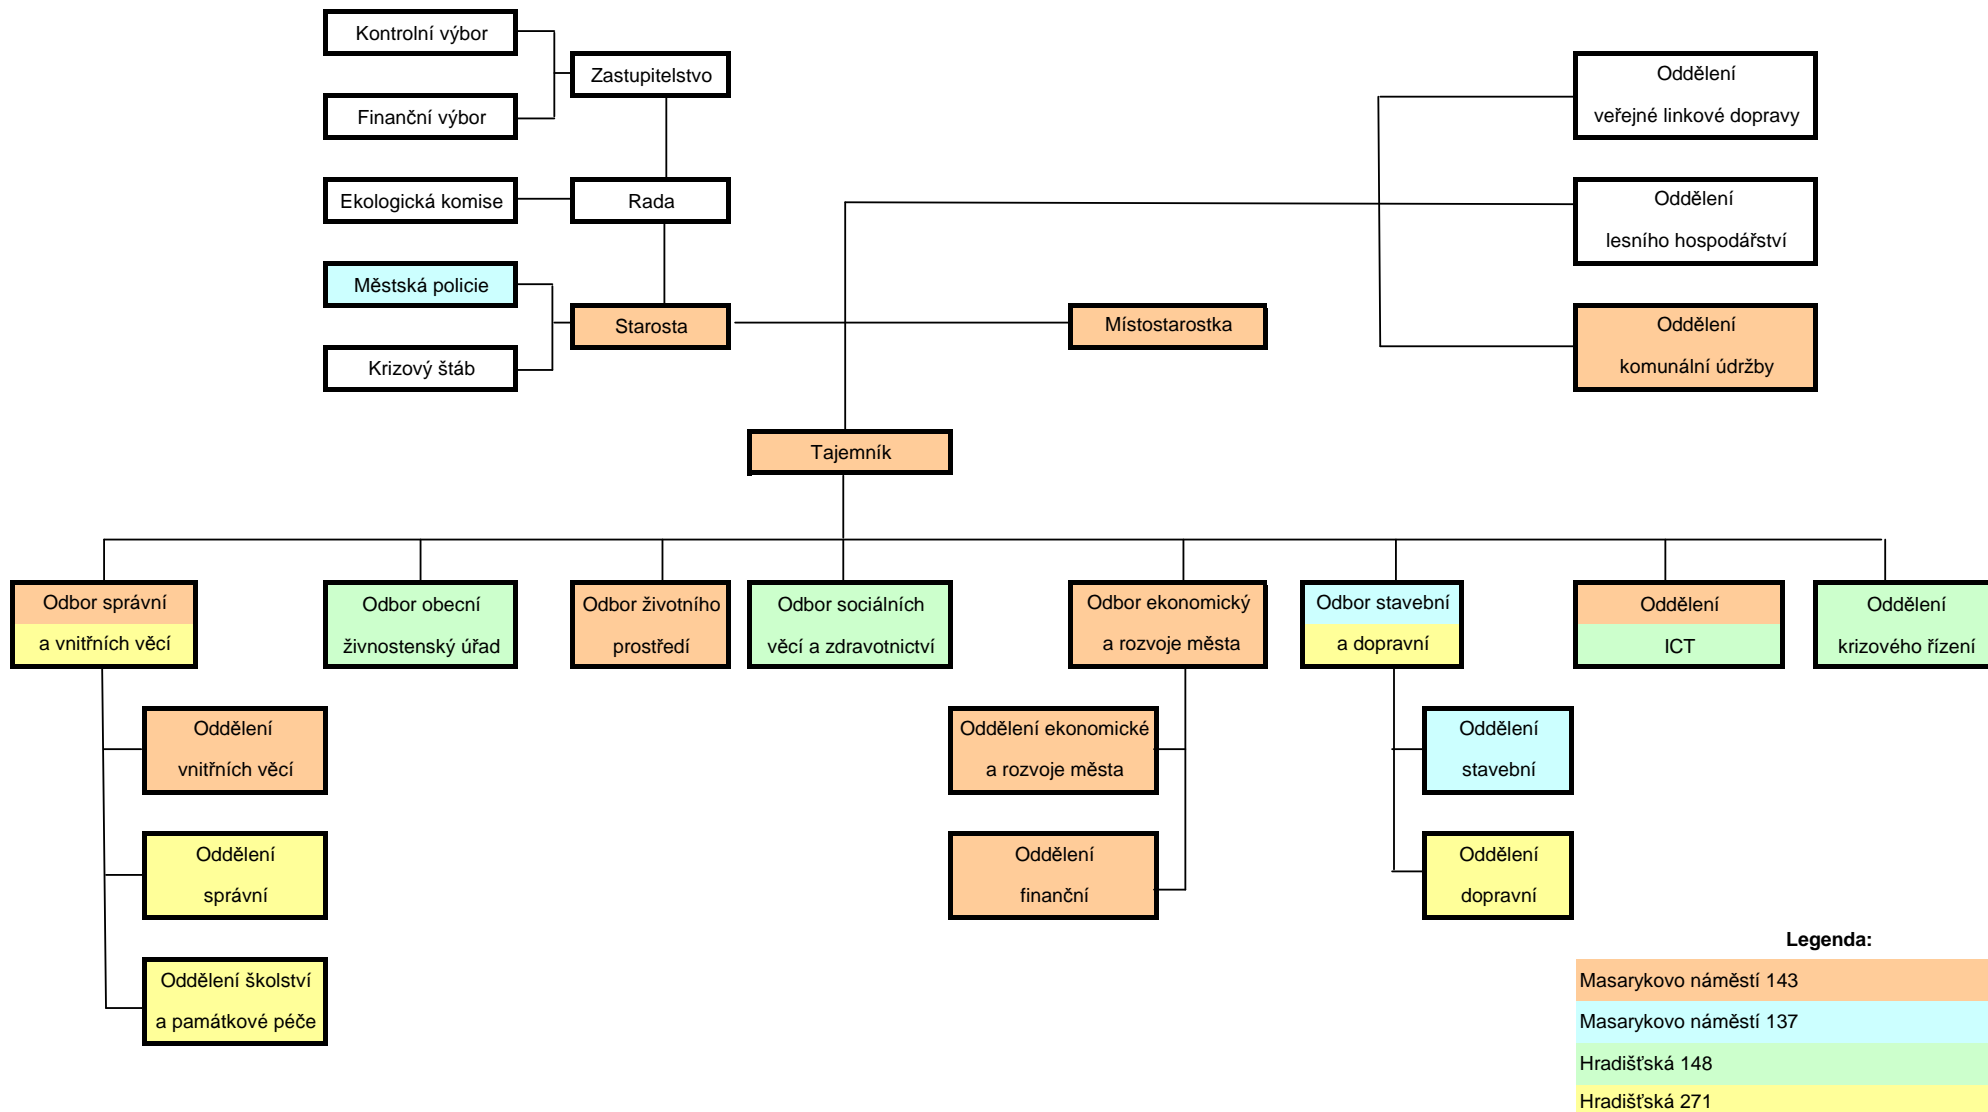 Kontrolní výbor
Zastupitelstvo
Finanční výbor
Oddělení
veřejné linkové dopravy
Ekologická komise
Rada
Oddělení
lesního hospodářství
Městská policie
Starosta
Místostarostka
Krizový štáb
Oddělení
komunální údržby
Tajemník
Odbor správní
a vnitřních věcí
Odbor obecní
živnostenský úřad
Odbor životního
prostředí
Odbor sociálních
věcí a zdravotnictví
Odbor ekonomický
a rozvoje města
Odbor stavební
a dopravní
Oddělení
ICT
Oddělení
krizového řízení
Oddělení
vnitřních věcí
Oddělení ekonomické
a rozvoje města
Oddělení
stavební
Oddělení
správní
Oddělení
finanční
Oddělení
dopravní
Oddělení školství
a památkové péče
Legenda:
Masarykovo náměstí 143
Masarykovo náměstí 137
Hradišťská 148
Hradišťská 271